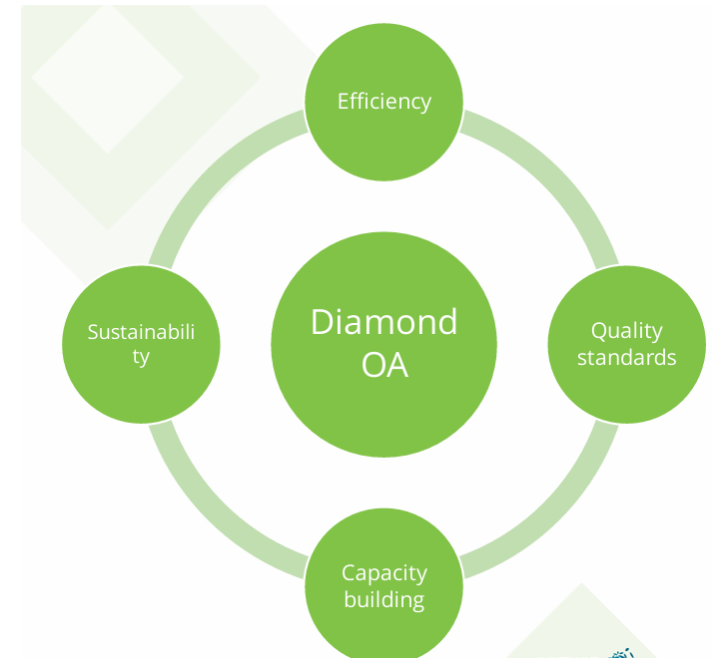 Efficiency
Diamond
OA
Sustainabili
ty
Quality
standards
Capacity
building